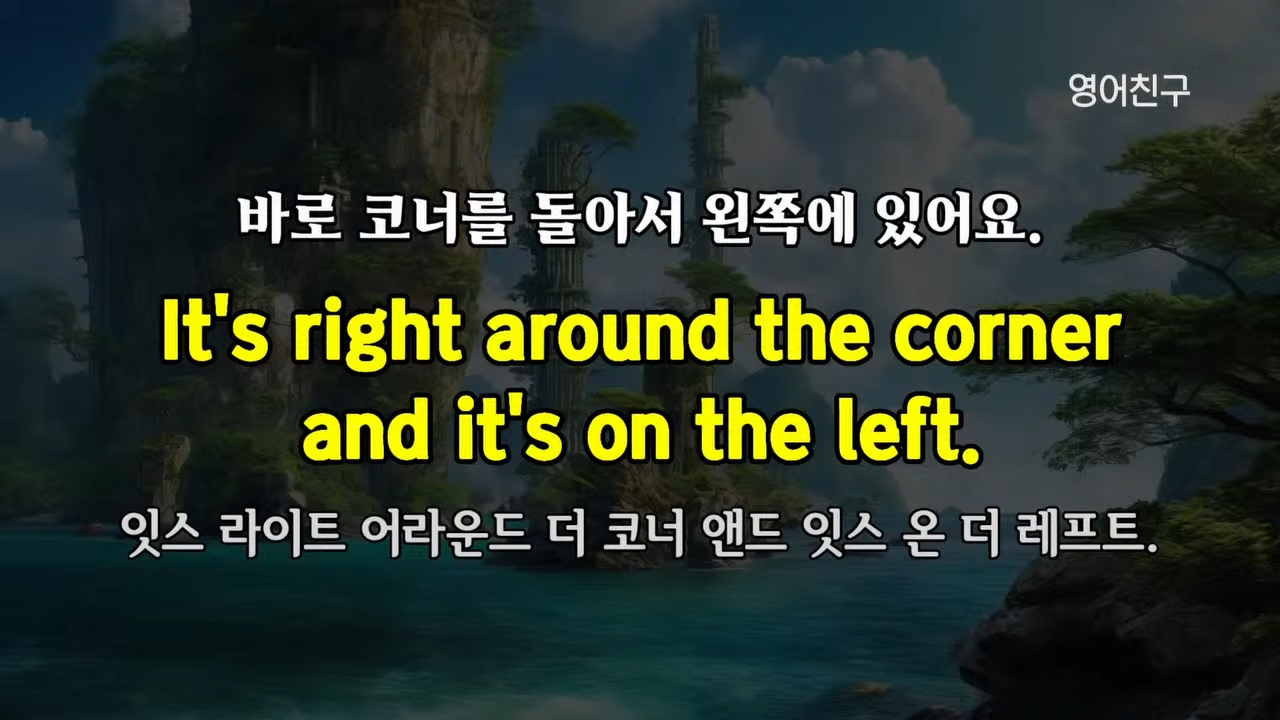 영어친구
바로 코너를 돌아서 왼쪽에 있어요.
It's right around the corner
and it's on the left.
잇스 라이트 어라운드 더 코너 앤드 잇스 온 더 레프트.